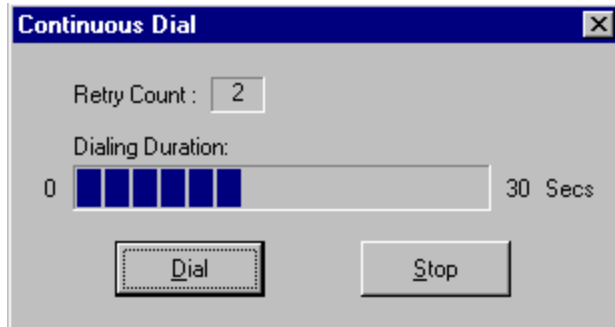 Continuous Dial
Retry Count : 2
Dialing Duration:
0 30 Secs
Dial Stop